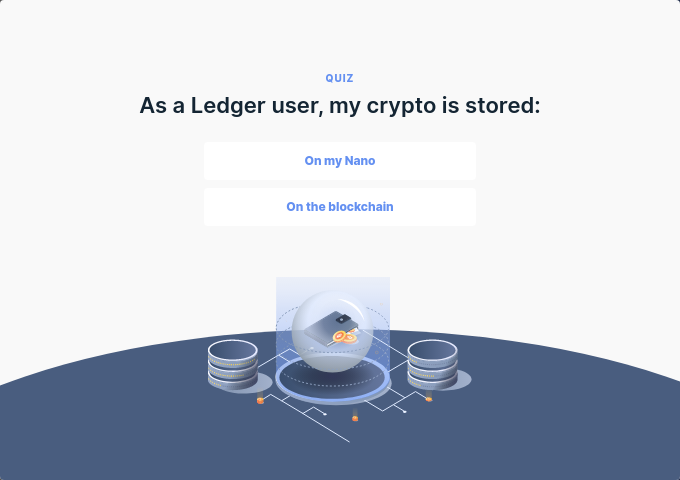 QUIZ
As a Ledger user, my crypto is stored:
On my Nano
On the blockchain